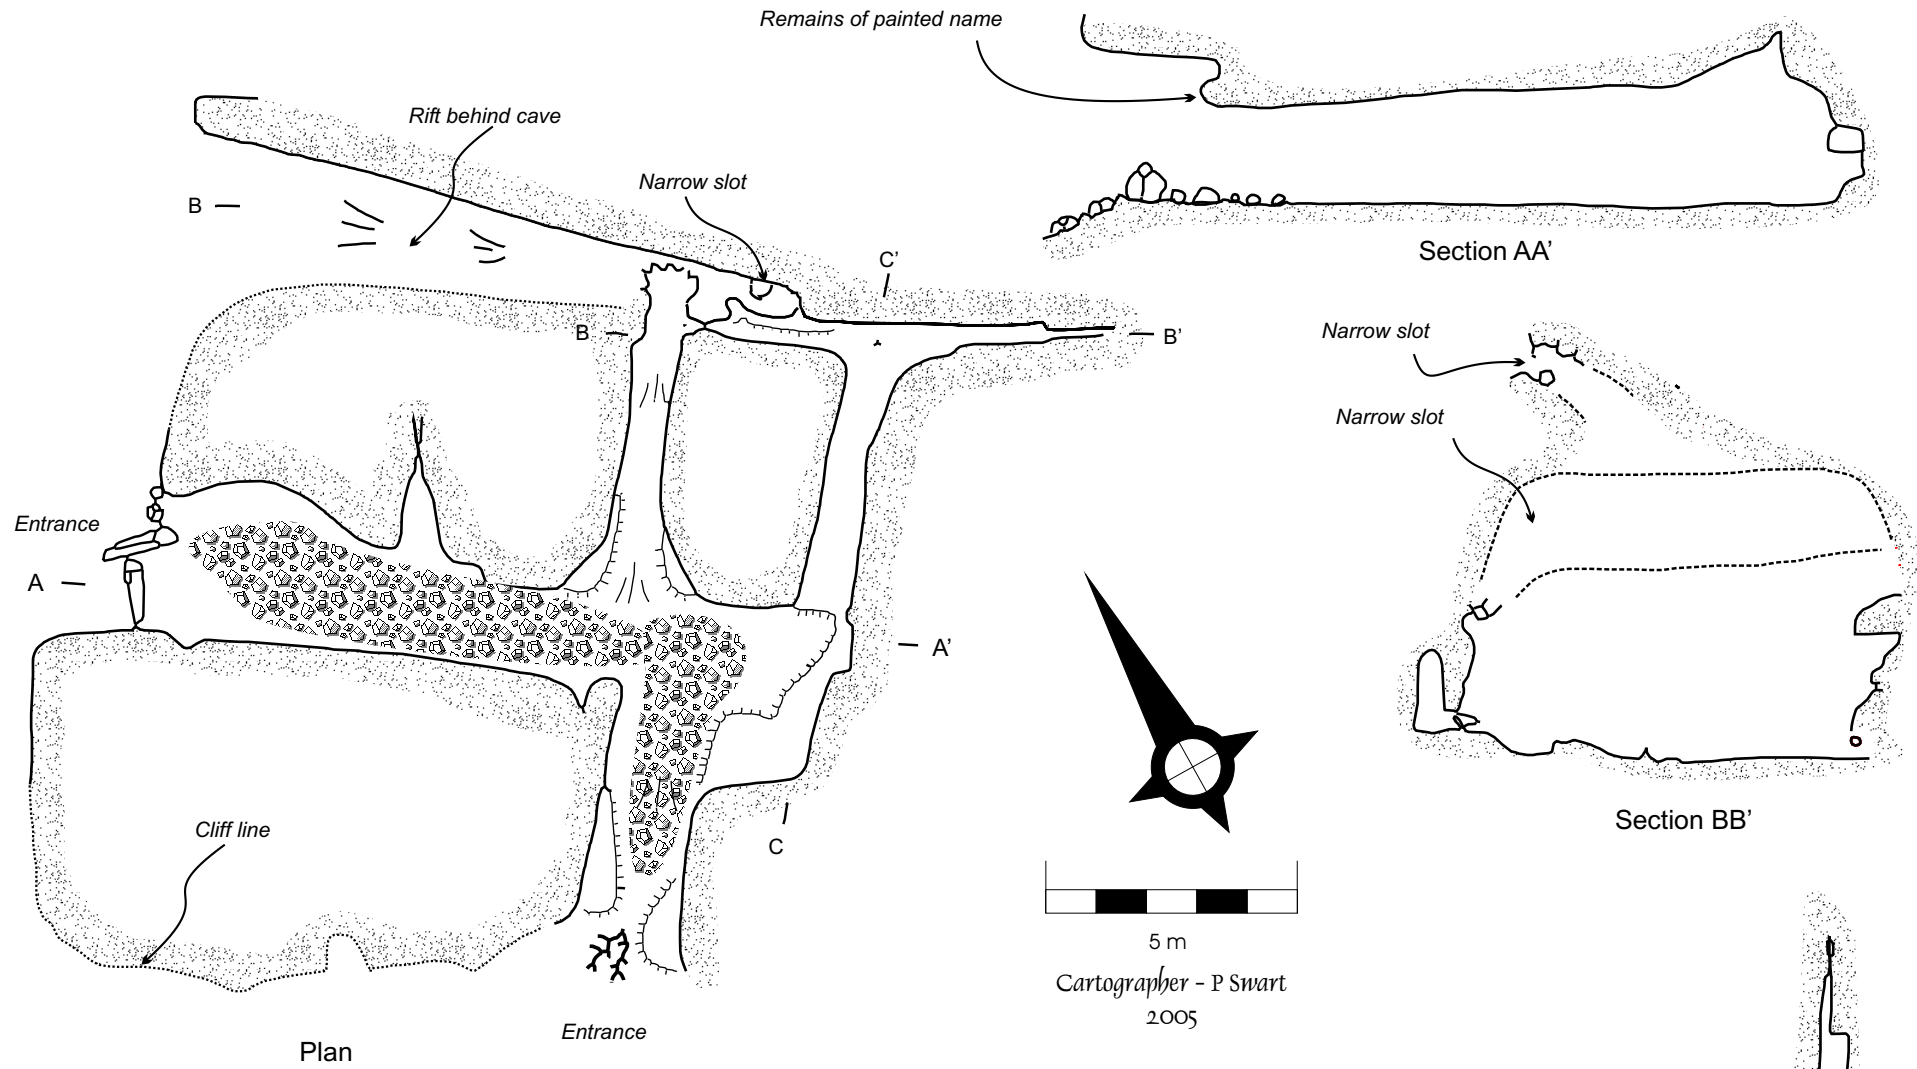 Remains of painted name
Rift behind cave
Narrow slot
B
C’
B
B’
Entrance
A
A’
C
Cliff line
Entrance
Plan
Section AA’
Narrow slot
Narrow slot
Section BB’
5 m
Cartographer - P Swart
2005